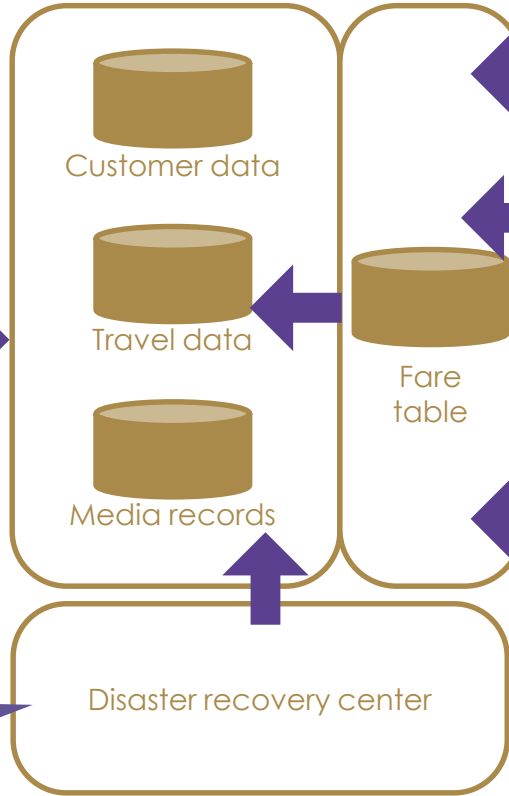 Customer data
Travel data
Fare
table
Media records
Disaster recovery center